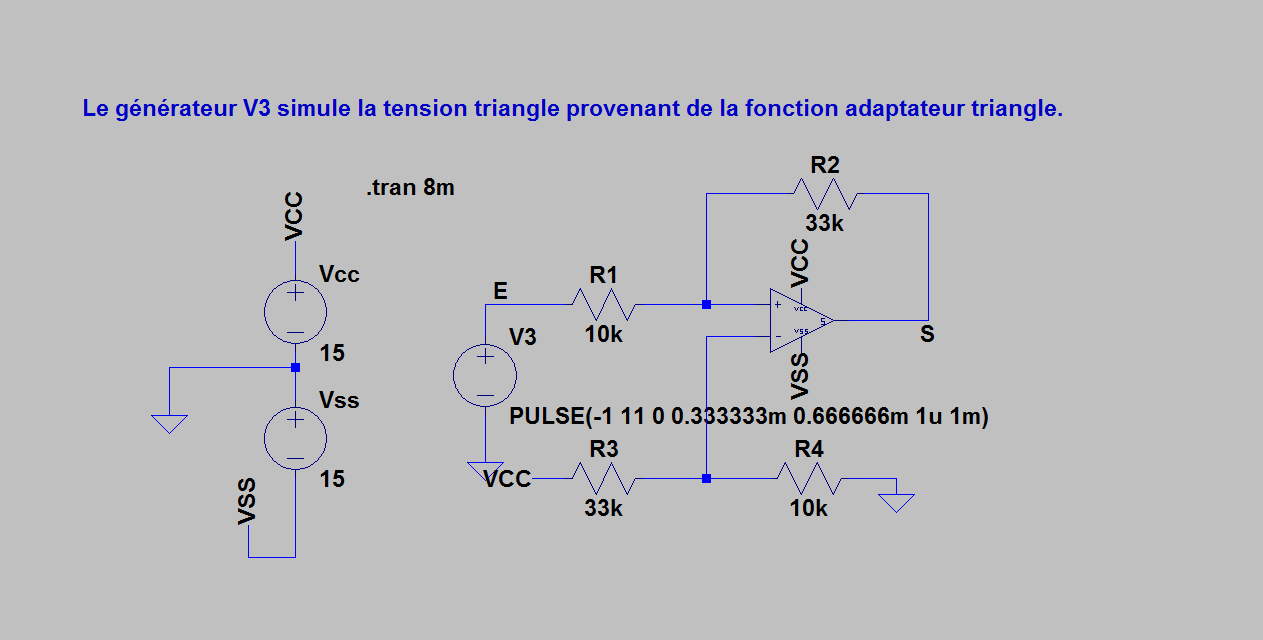 Le générateur V3 simule la tension triangle provenant de la fonction adaptateur triangle.
.tran 8m
VCC
Vcc
15
Vss
15
VSS
E
V3
PULSE(-1 11 0 0.333333m 0.666666m 1u 1m)
R1
10k
R2
33k
VCC
+
vcc
S
vss
-
VSS
S
VCC
R3
33k
R4
10k